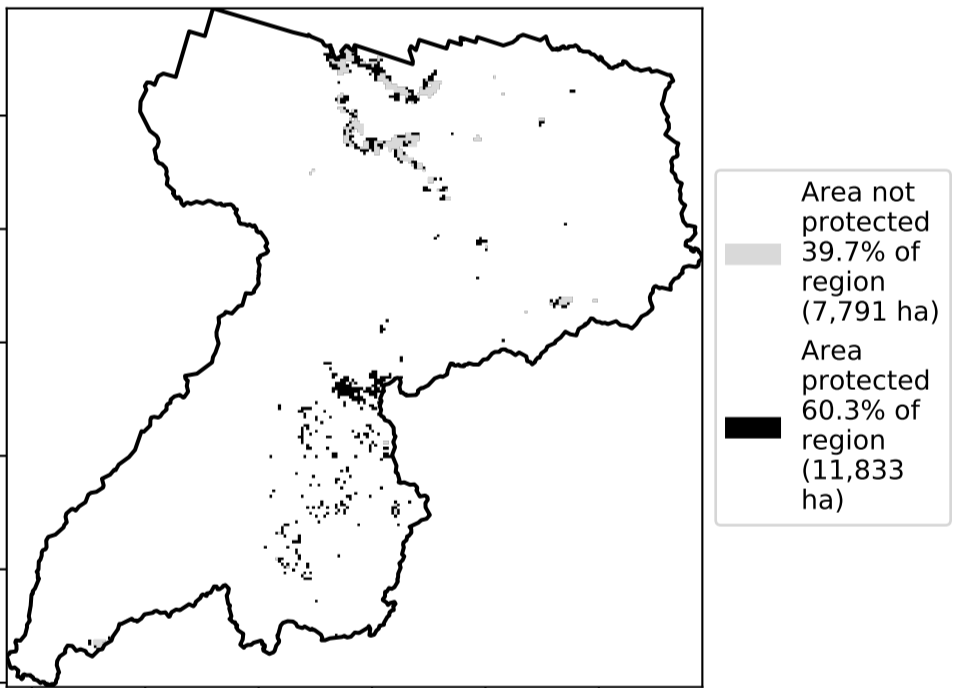 Area not
protected
39.7% of
region
(7,791 ha)
Area
protected
60.3% of
region
(11,833
ha)